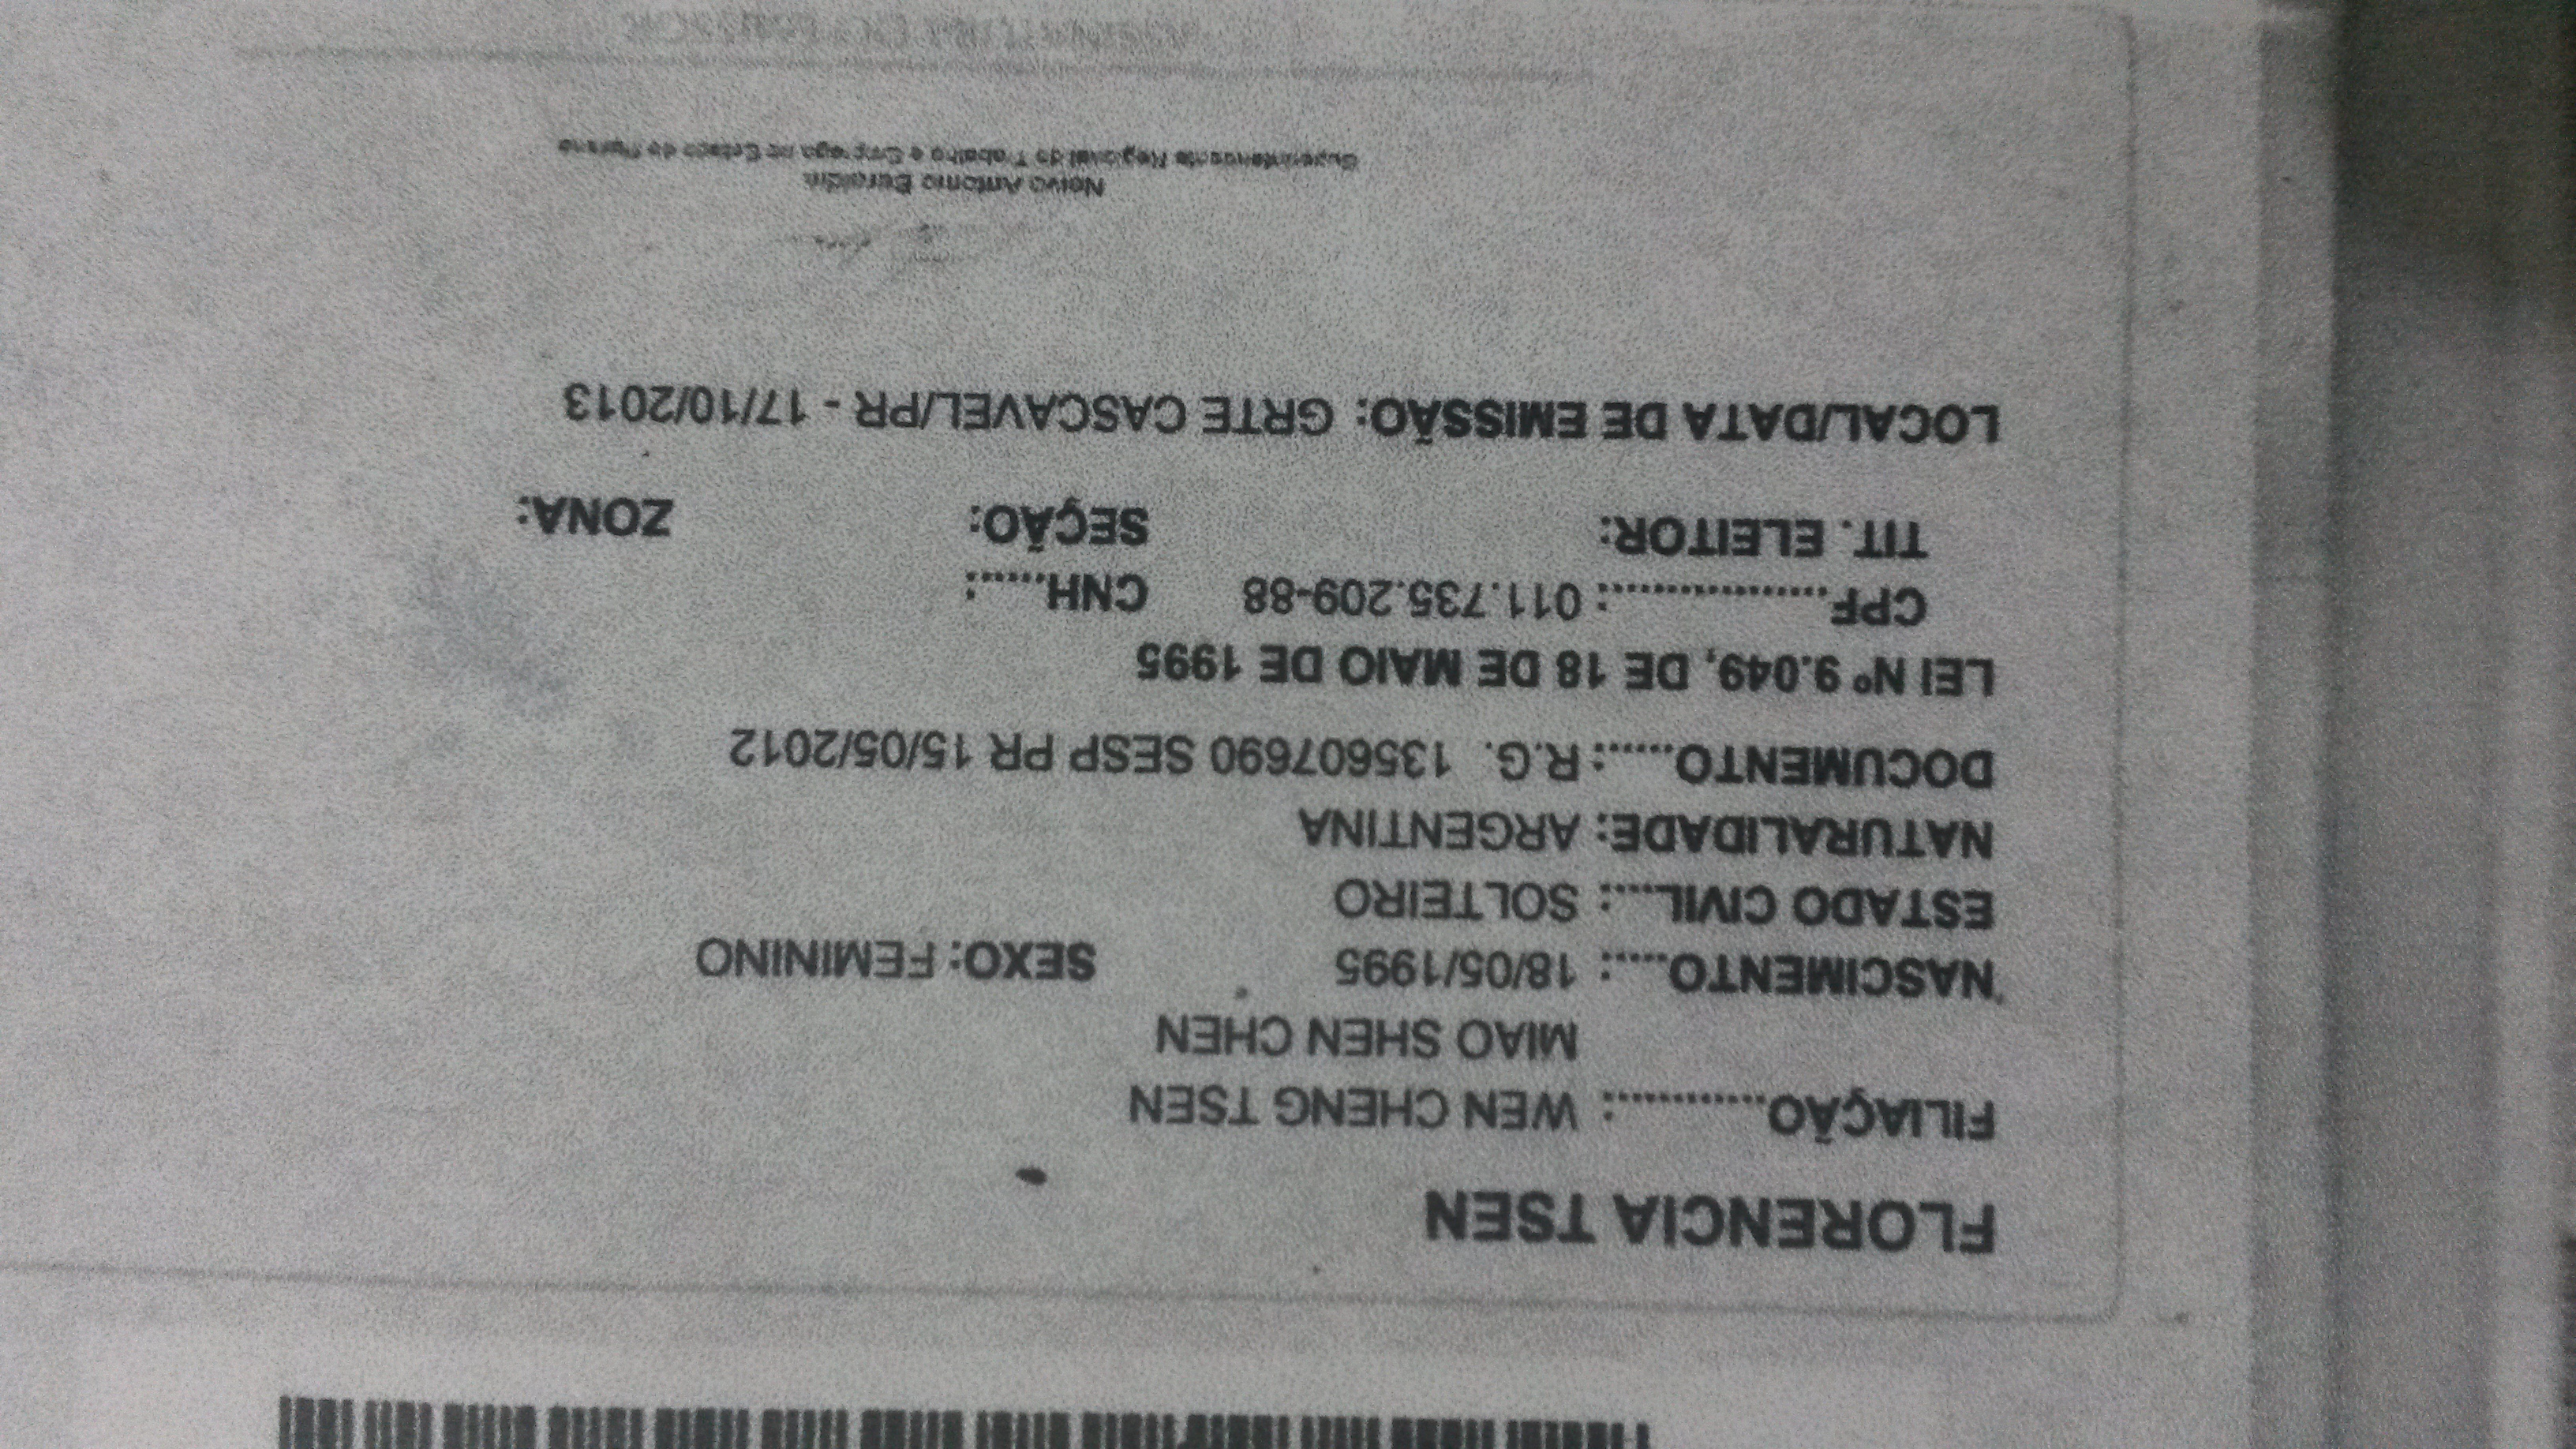 FLORENCIA TSEN
FILIAÇÃO.............: WEN CHENG TSEN
MIAO SHEN CHEN
NASCIMENTO.....: 18/05/1995 SEXO: FEMININO
ESTADO CIVIL....: SOLTEIRO
NATURALIDADE: ARGENTINA
DOCUMENTO......: R.G. 135607690 SESP PR 15/05/2012
LEI Nº 9.049, DE 18 DE MAIO DE 1995
CPF...................: 011.735.209-88 CNH......:
TIT. ELEITOR: SEÇÃO: ZONA:
LOCAL/DATA DE EMISSÃO: GRTE CASCAVEL/PR - 17/10/2013
Neivo Antonio Beraldin
Superintendente Regional do Trabalho e Emprego no Estado do Paraná
ASSINATURA DO EMISSOR